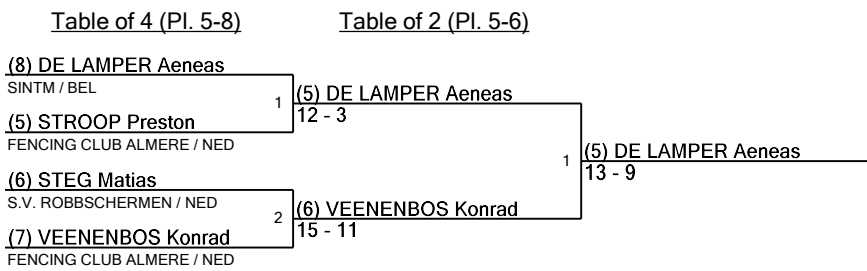 Table of 4 (Pl. 5-8)
Table of 2 (Pl. 5-6)
(8) DE LAMPER Aeneas
SINTM / BEL
1
(5) DE LAMPER Aeneas
12 - 3
(5) STROOP Preston
FENCING CLUB ALMERE / NED
1
(5) DE LAMPER Aeneas
13 - 9
(6) STEG Matias
S.V. ROBBSCHERMEN / NED
2
(6) VEENENBOS Konrad
15 - 11
(7) VEENENBOS Konrad
FENCING CLUB ALMERE / NED